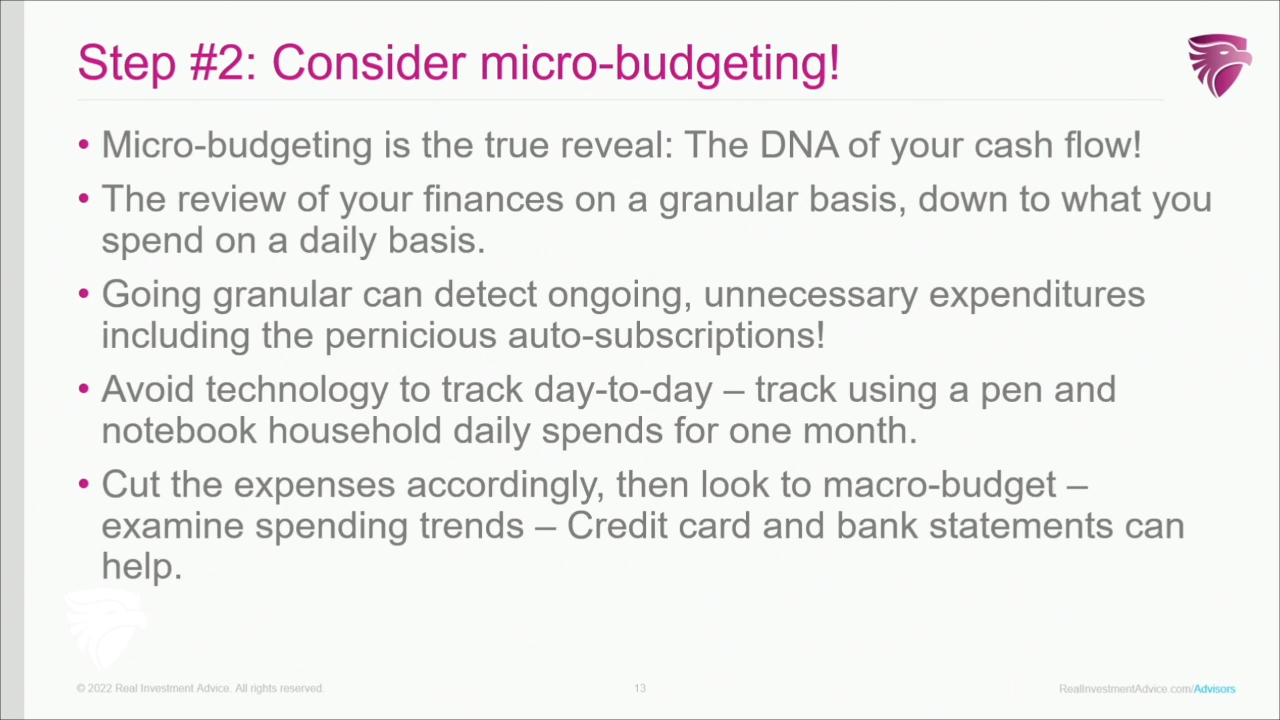 Step #2: Consider micro-budgeting!
• Micro-budgeting is the true reveal: The DNA of your cash flow!
• The review of your finances on a granular basis, down to what you
spend on a daily basis.
• Going granular can detect ongoing, unnecessary expenditures
including the pernicious auto-subscriptions!
• Avoid technology to track day-to-day – track using a pen and
notebook household daily spends for one month.
• Cut the expenses accordingly, then look to macro-budget –
examine spending trends – Credit card and bank statements can
help.
© 2022 Real Investment Advice. All rights reserved.
13
RealInvestmentAdvice.com/Advisors